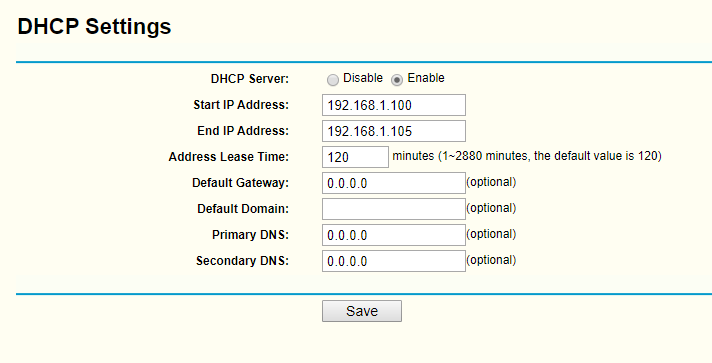 DHCP Settings
DHCP Server: Disable Enable
Start IP Address: 192.168.1.100
End IP Address: 192.168.1.105
Address Lease Time: 120 minutes (1~2880 minutes, the default value is 120)
Default Gateway: 0.0.0.0 (optional)
Default Domain: (optional)
Primary DNS: 0.0.0.0 (optional)
Secondary DNS: 0.0.0.0 (optional)
Save